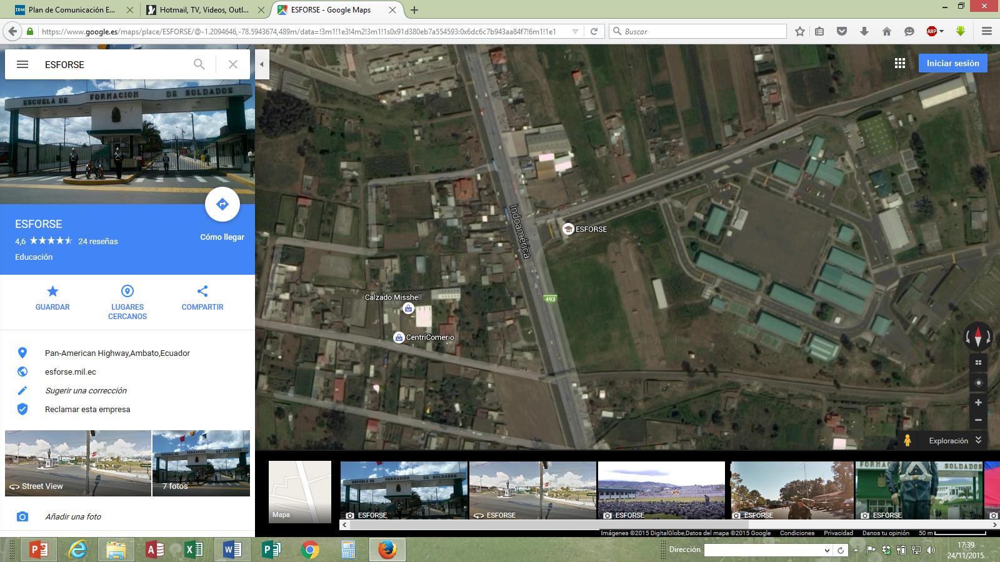 Plan de Comunicación E...
Hotmail, TV, Videos, Outl...
ESFORSE - Google Maps
https://www.google.es/maps/place/ESFORSE/@-1.2094646,-78.5943674,489m/data=!3m1!1e3!4m2!3m1!1s0x91d380eb7a554593:0x6dc6c7b943aa84f7!6m1!1e1
Buscar
ABP
ESFORSE
Iniciar sesión
ESCUELA DE FORMACION DE SOLDADOS
ESFORSE
4,6 24 reseñas
Educación
Cómo llegar
GUARDAR
LUGARES CERCANOS
COMPARTIR
Pan-American Highway,Ambato,Ecuador
esforse.mil.ec
Sugerir una corrección
Reclamar esta empresa
Street View
7 fotos
Añadir una foto
Indoamérica
ESFORSE
493
Calzado Misshell
CentriComerio
Exploración
Mapa
ESFORSE
ESFORSE
ESFORSE
ESFORSE
ESFORSE
Imágenes ©2015 DigitalGlobe,Datos del mapa ©2015 Google
Condiciones
Privacidad
Danos tu opinión
50 m
Dirección
17:39
24/11/2015